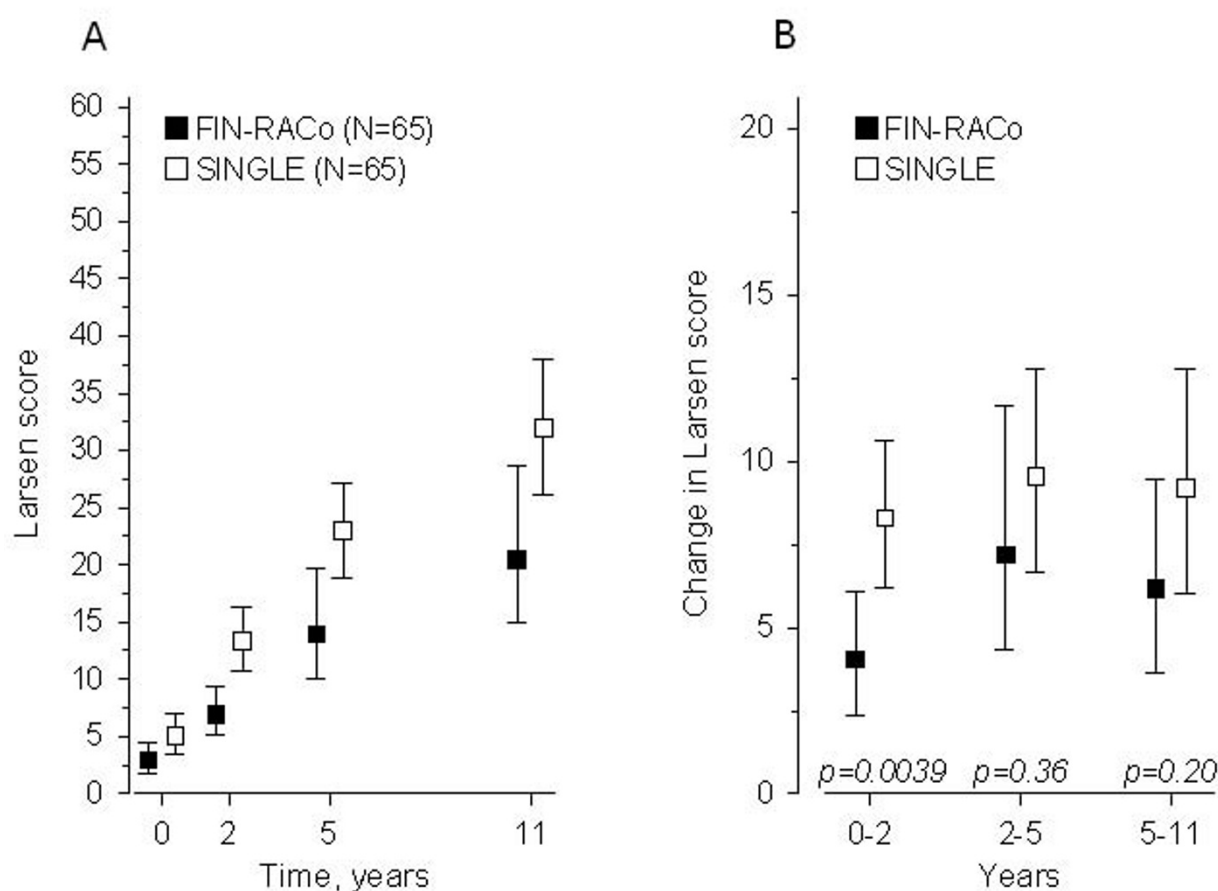 A
60
55
50
45
40
35
30
25
20
15
10
5
0
Larsen score
FIN-RACo (N=65)
SINGLE (N=65)
0 2 5 11
Time, years
B
20
15
10
5
0
Change in Larsen score
FIN-RACo
SINGLE
p=0.0039 p=0.36 p=0.20
0-2 2-5 5-11
Years